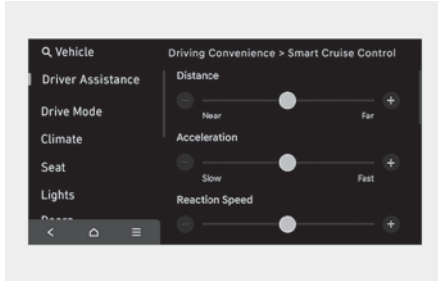 Vehicle
Driving Convenience > Smart Cruise Control
Driver Assistance
Drive Mode
Climate
Seat
Lights
Distance
Near
Far
Acceleration
Slow
Fast
Reaction Speed